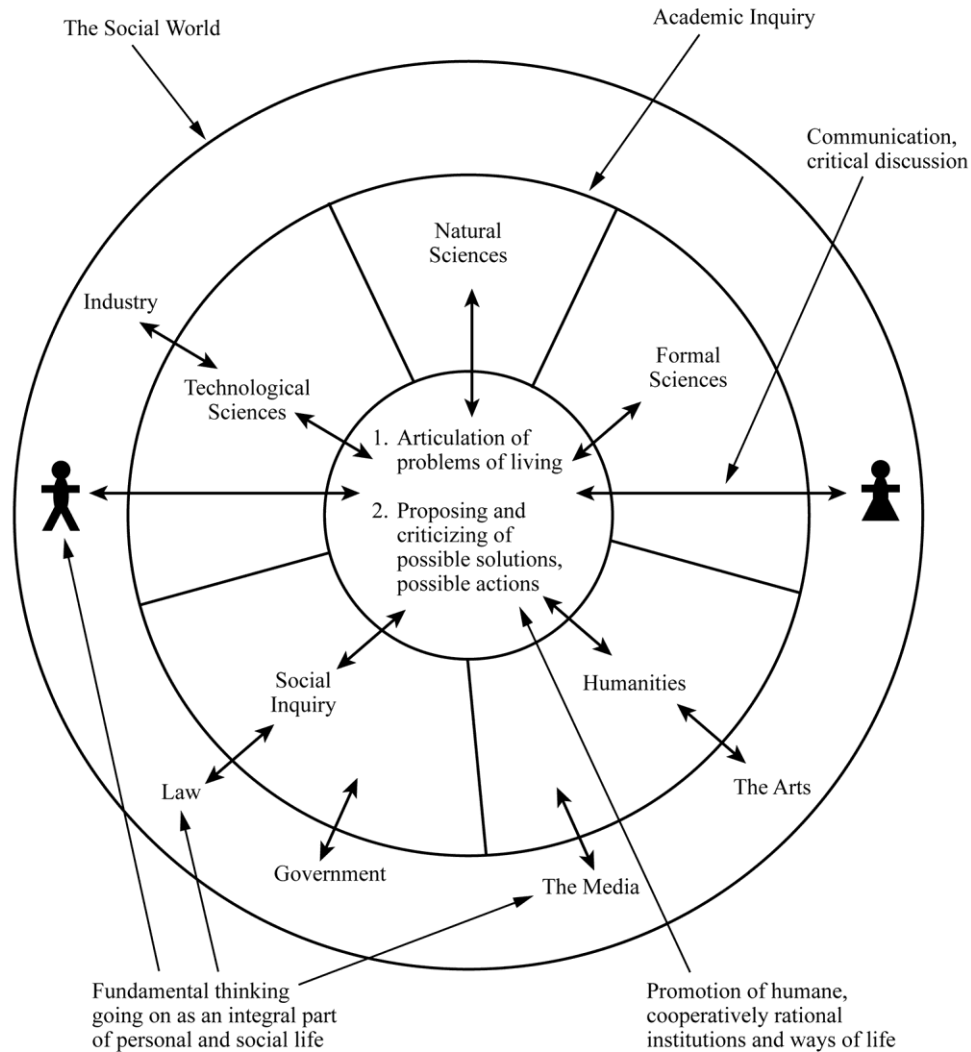 The Social World
Academic Inquiry
Communication,
critical discussion
Natural
Sciences
Industry
Formal
Sciences
Technological
Sciences
1. Articulation of
problems of living
2. Proposing and
criticizing of
possible solutions,
possible actions
Social
Inquiry
Humanities
Law
The Arts
Government
The Media
Fundamental thinking
going on as an integral part
of personal and social life
Promotion of humane,
cooperatively rational
institutions and ways of life